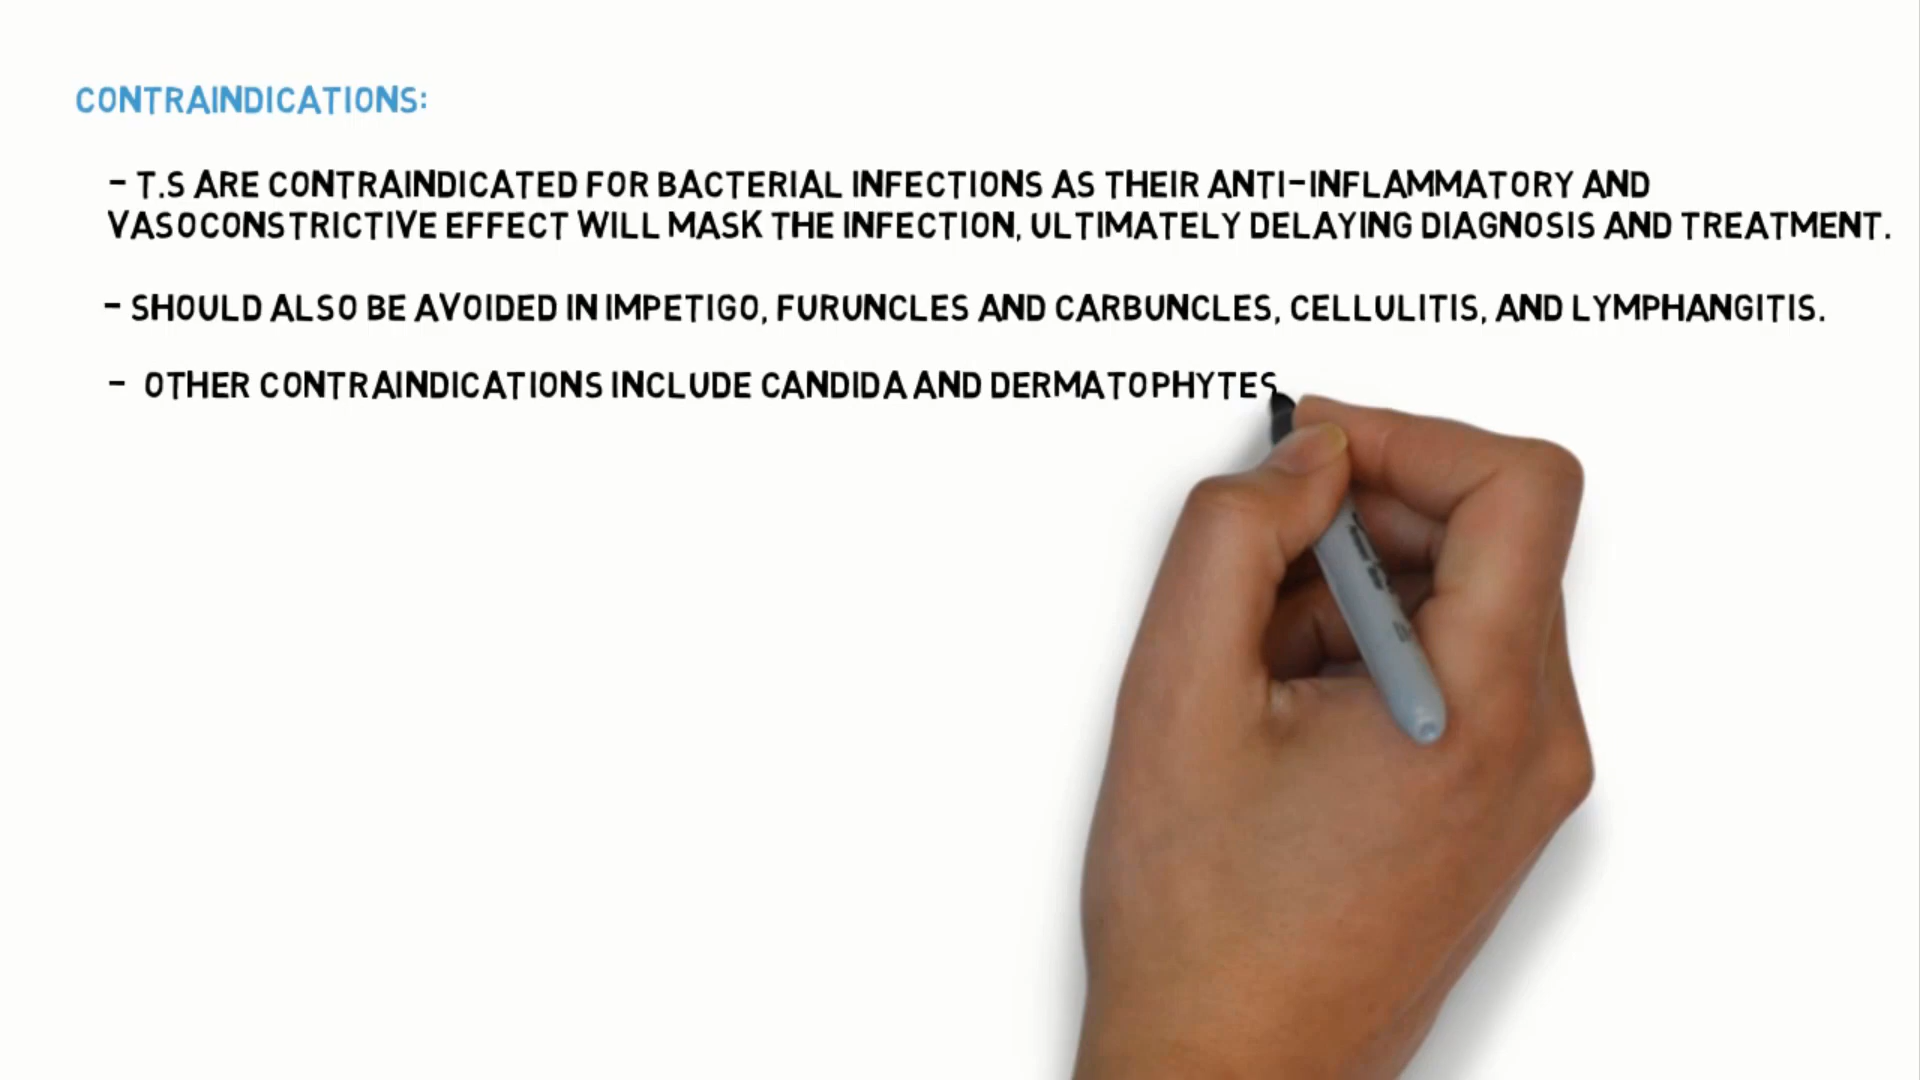 CONTRAINDICATIONS:
- T.S ARE CONTRAINDICATED FOR BACTERIAL INFECTIONS AS THEIR ANTI-INFLAMMATORY AND
VASOCONSTRICTIVE EFFECT WILL MASK THE INFECTION, ULTIMATELY DELAYING DIAGNOSIS AND TREATMENT.
- SHOULD ALSO BE AVOIDED IN IMPETIGO, FURUNCLES AND CARBUNCLES, CELLULITIS, AND LYMPHANGITIS.
- OTHER CONTRAINDICATIONS INCLUDE CANDIDA AND DERMATOPHYTES